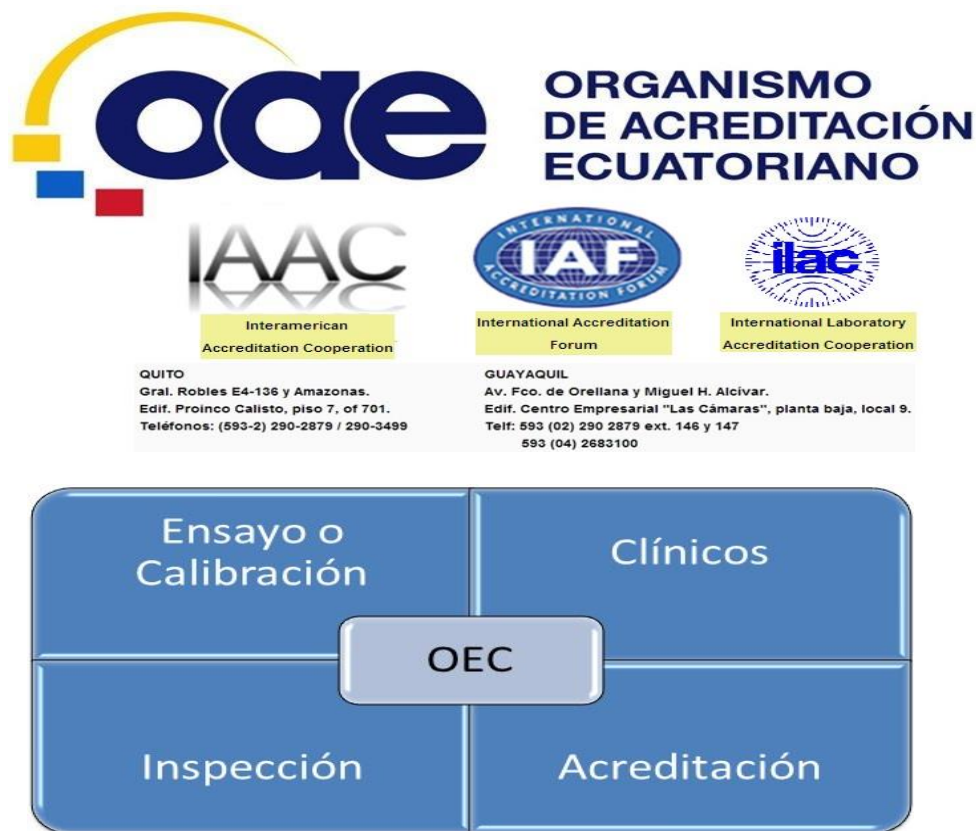 oae
ORGANISMO
DE ACREDITACIÓN
ECUATORIANO
IAAC
INTERNATIONAL
IAF
ACCREDITATION FORUM
ilac
Interamerican
Accreditation Cooperation
International Accreditation
Forum
International Laboratory
Accreditation Cooperation
QUITO
Gral. Robles E4-136 y Amazonas.
Edif. Proinco Calisto, piso 7, of 701.
Teléfonos: (593-2) 290-2879 / 290-3499
GUAYAQUIL
Av. Fco. de Orellana y Miguel H. Alcívar.
Edif. Centro Empresarial "Las Cámaras", planta baja, local 9.
Telf: 593 (02) 290 2879 ext. 146 y 147
593 (04) 2683100
Ensayo o
Calibración
Clínicos
OEC
Inspección
Acreditación